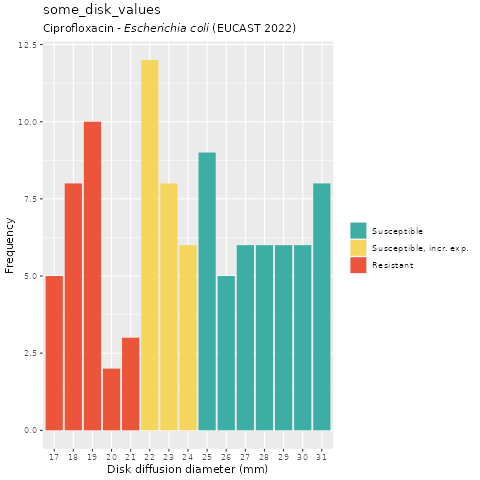 some_disk_values
Ciprofloxacin - Escherichia coli (EUCAST 2022)
12.5
10.0
7.5
5.0
2.5
0.0
Frequency
17 18 19 20 21 22 23 24 25 26 27 28 29 30 31
Disk diffusion diameter (mm)
Susceptible
Susceptible, incr. exp.
Resistant